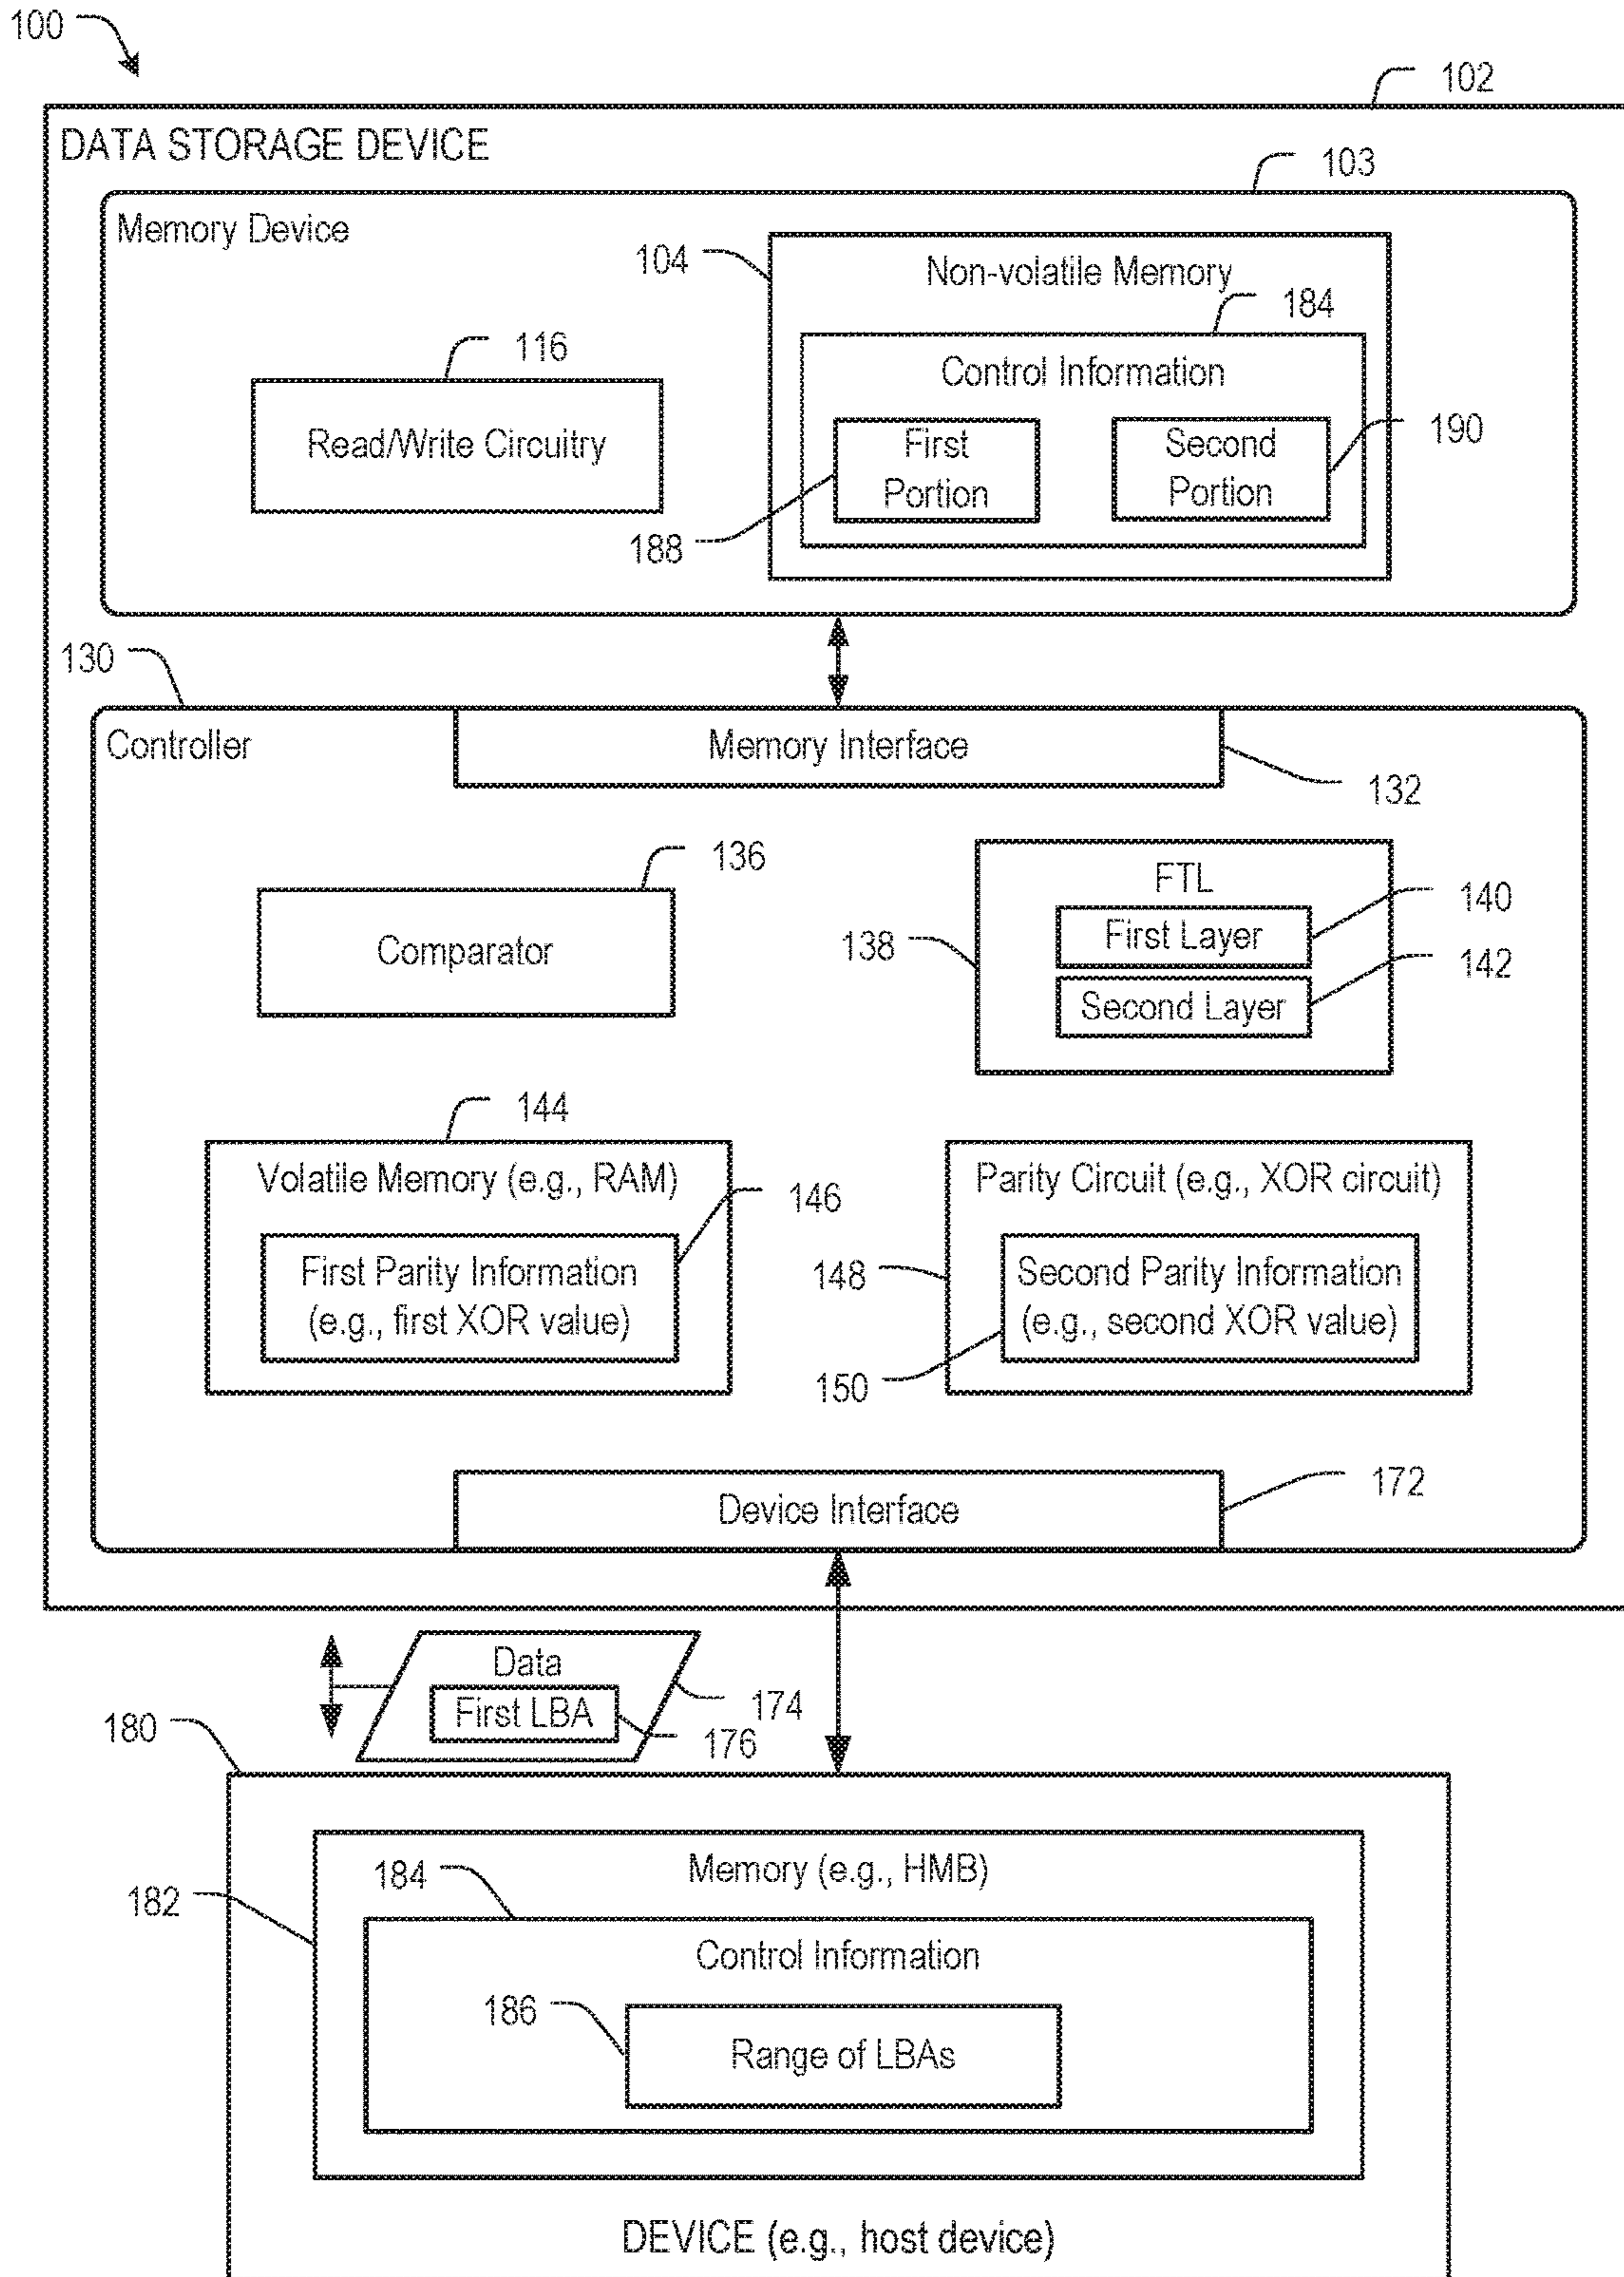 100
102
DATA STORAGE DEVICE
103
Memory Device
104
Non-volatile Memory
184
116
Control Information
Read/Write Circuitry
First
Portion
Second
Portion
190
188
130
Controller
Memory Interface
132
136
FTL
140
Comparator
138
First Layer
142
Second Layer
144
Volatile Memory (e.g., RAM)
146
Parity Circuit (e.g., XOR circuit)
First Parity Information
(e.g., first XOR value)
148
Second Parity Information
(e.g., second XOR value)
150
172
Device Interface
Data
First LBA
174
176
180
184
Memory (e.g., HMB)
182
Control Information
186
Range of LBAs
DEVICE (e.g., host device)